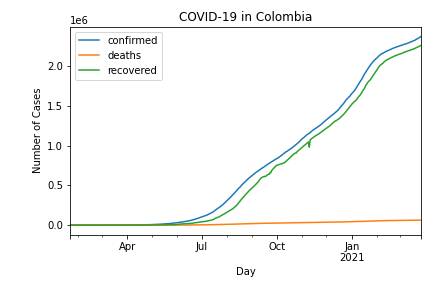 COVID-19 in Colombia
1e6
confirmed
deaths
recovered
2.0
1.5
1.0
0.5
0.0
Number of Cases
Apr Jul Oct Jan
2021
Day